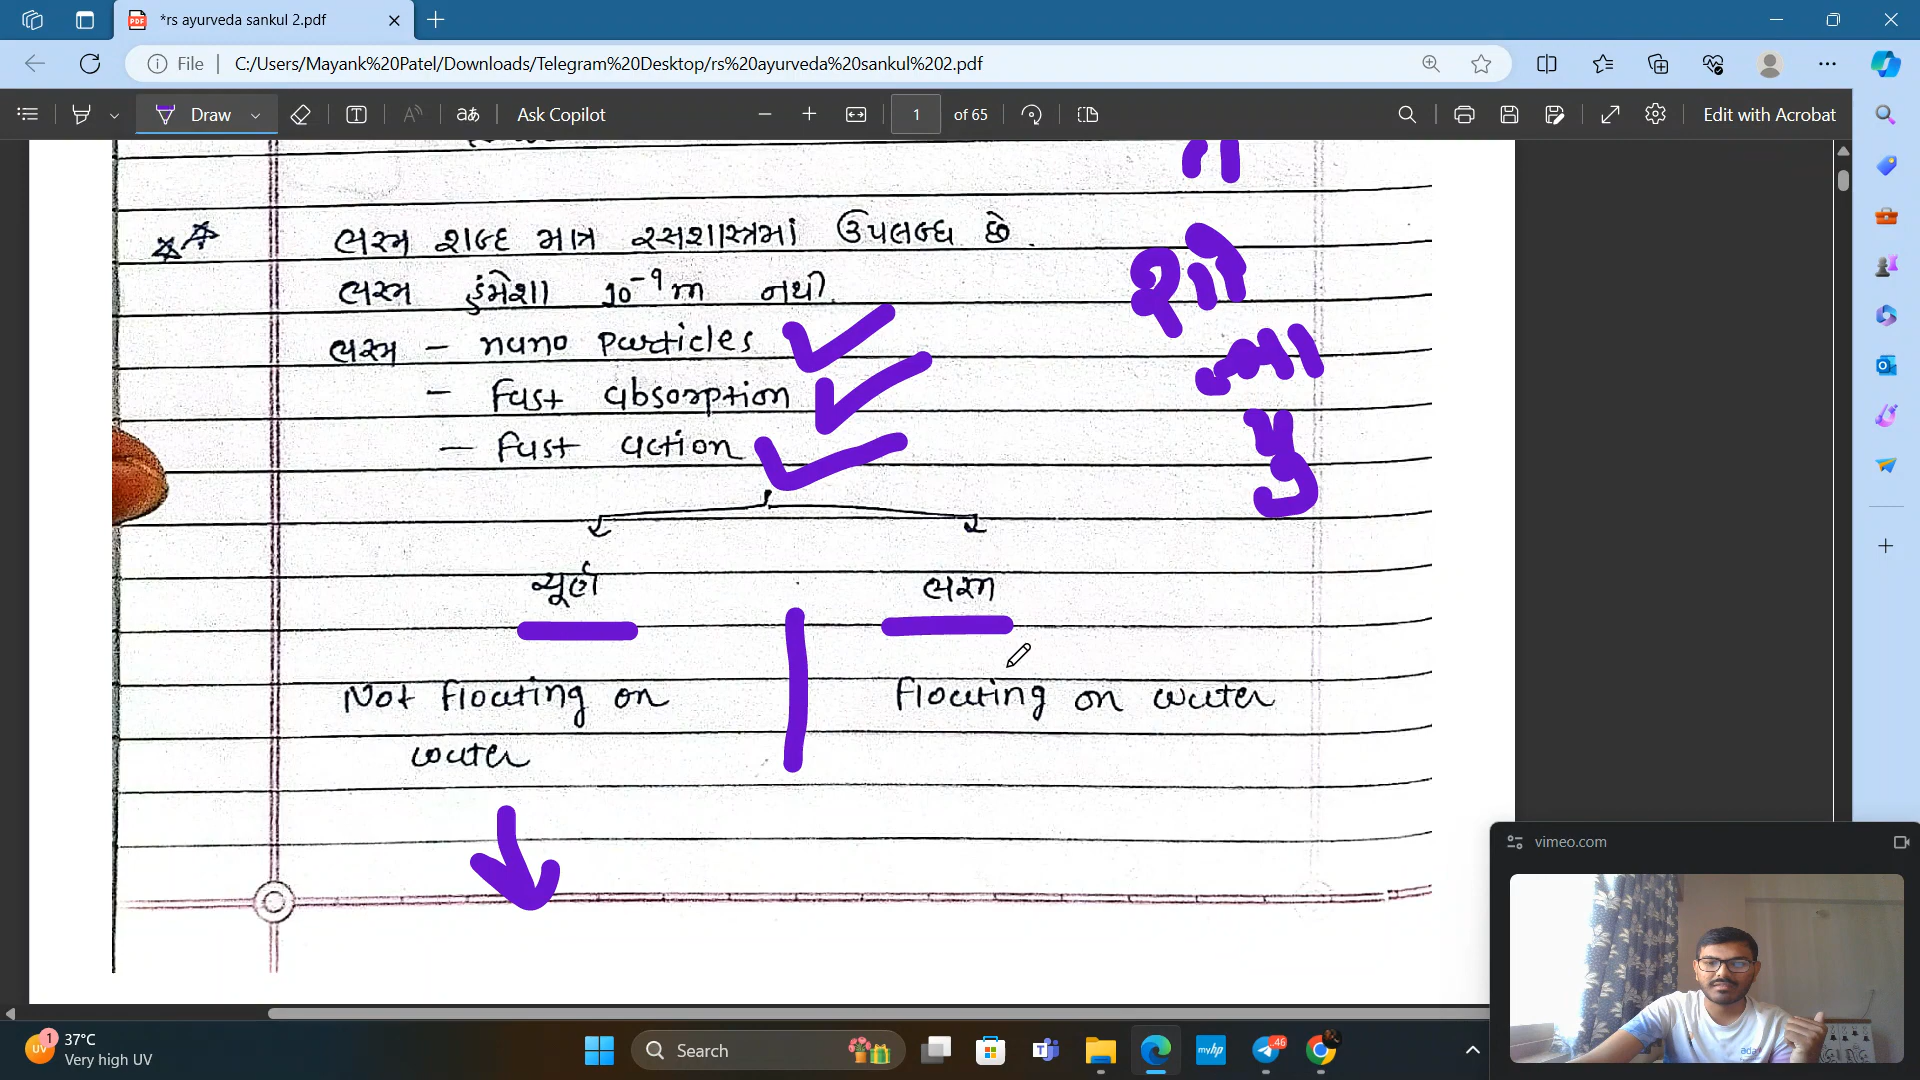 *rs ayurveda sankul 2.pdf
File
C:/Users/Mayank%20Patel/Downloads/Telegram%20Desktop/rs%20ayurveda%20sankul%202.pdf
Draw
Ask Copilot
1
of 65
Edit with Acrobat
ભસ્મ શબ્દ માત્ર રસશાસ્ત્રમાં ઉપલબ્ધ છે.
ભસ્મ હંમેશા 10⁻⁹ m નથી.
ભસ્મ - nano particles
- Fast absorption
- Fast action
ચૂર્ણ
ભસ્મ
Not floating on
water
floating on water
vimeo.com
37°C
Very high UV
Search
myhp
46